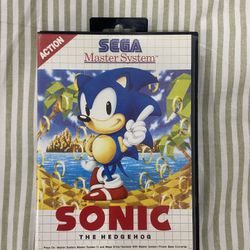 ACTION
SEGA
Master System
SONIC
THE HEDGEHOG